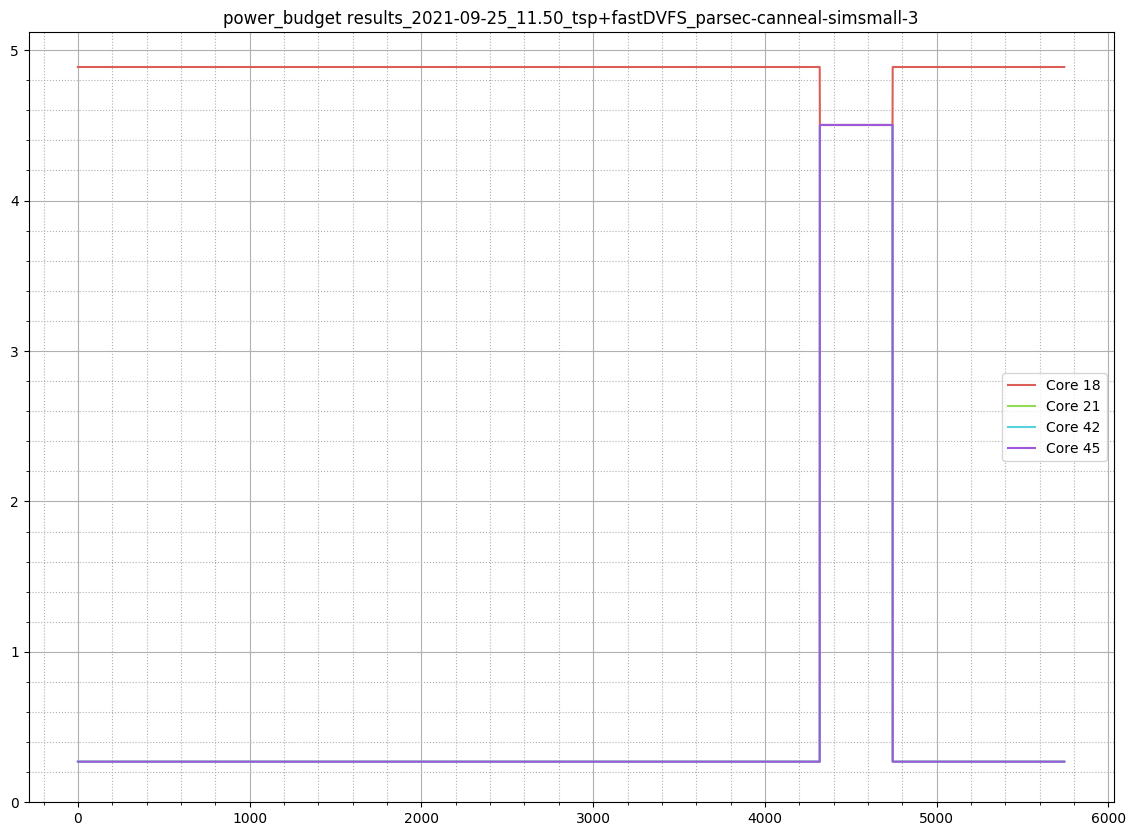 power_budget results_2021-09-25_11.50_tsp+fastDVFS_parsec-canneal-simsmall-3
5
4
3
2
1
0
Core 18
Core 21
Core 42
Core 45
0 1000 2000 3000 4000 5000 6000